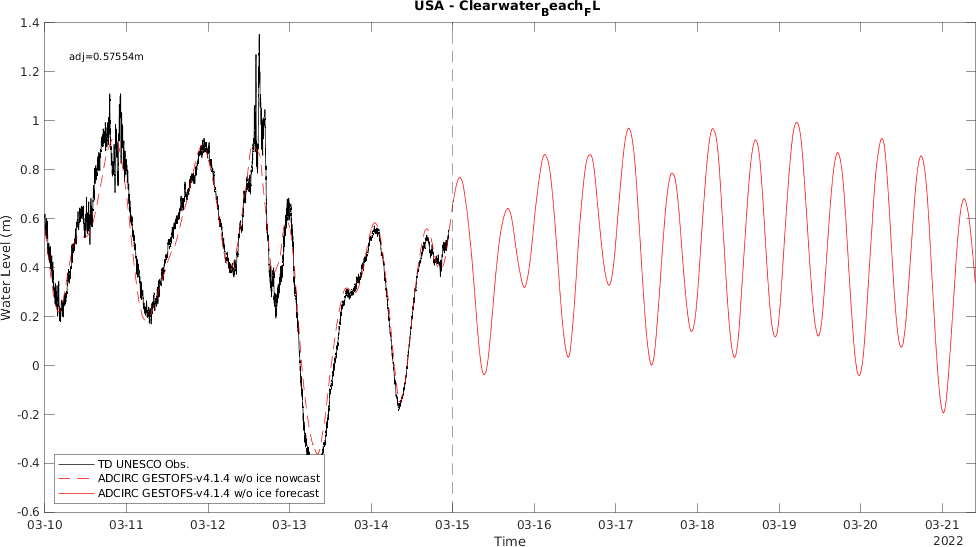 USA - Clearwater_Beach_FL
adj=0.57554m
1.4
1.2
1
0.8
0.6
0.4
0.2
0
-0.2
-0.4
-0.6
Water Level (m)
TD UNESCO Obs.
ADCIRC GESTOFS-v4.1.4 w/o ice nowcast
ADCIRC GESTOFS-v4.1.4 w/o ice forecast
03-10 03-11 03-12 03-13 03-14 03-15 03-16 03-17 03-18 03-19 03-20 03-21
Time
2022